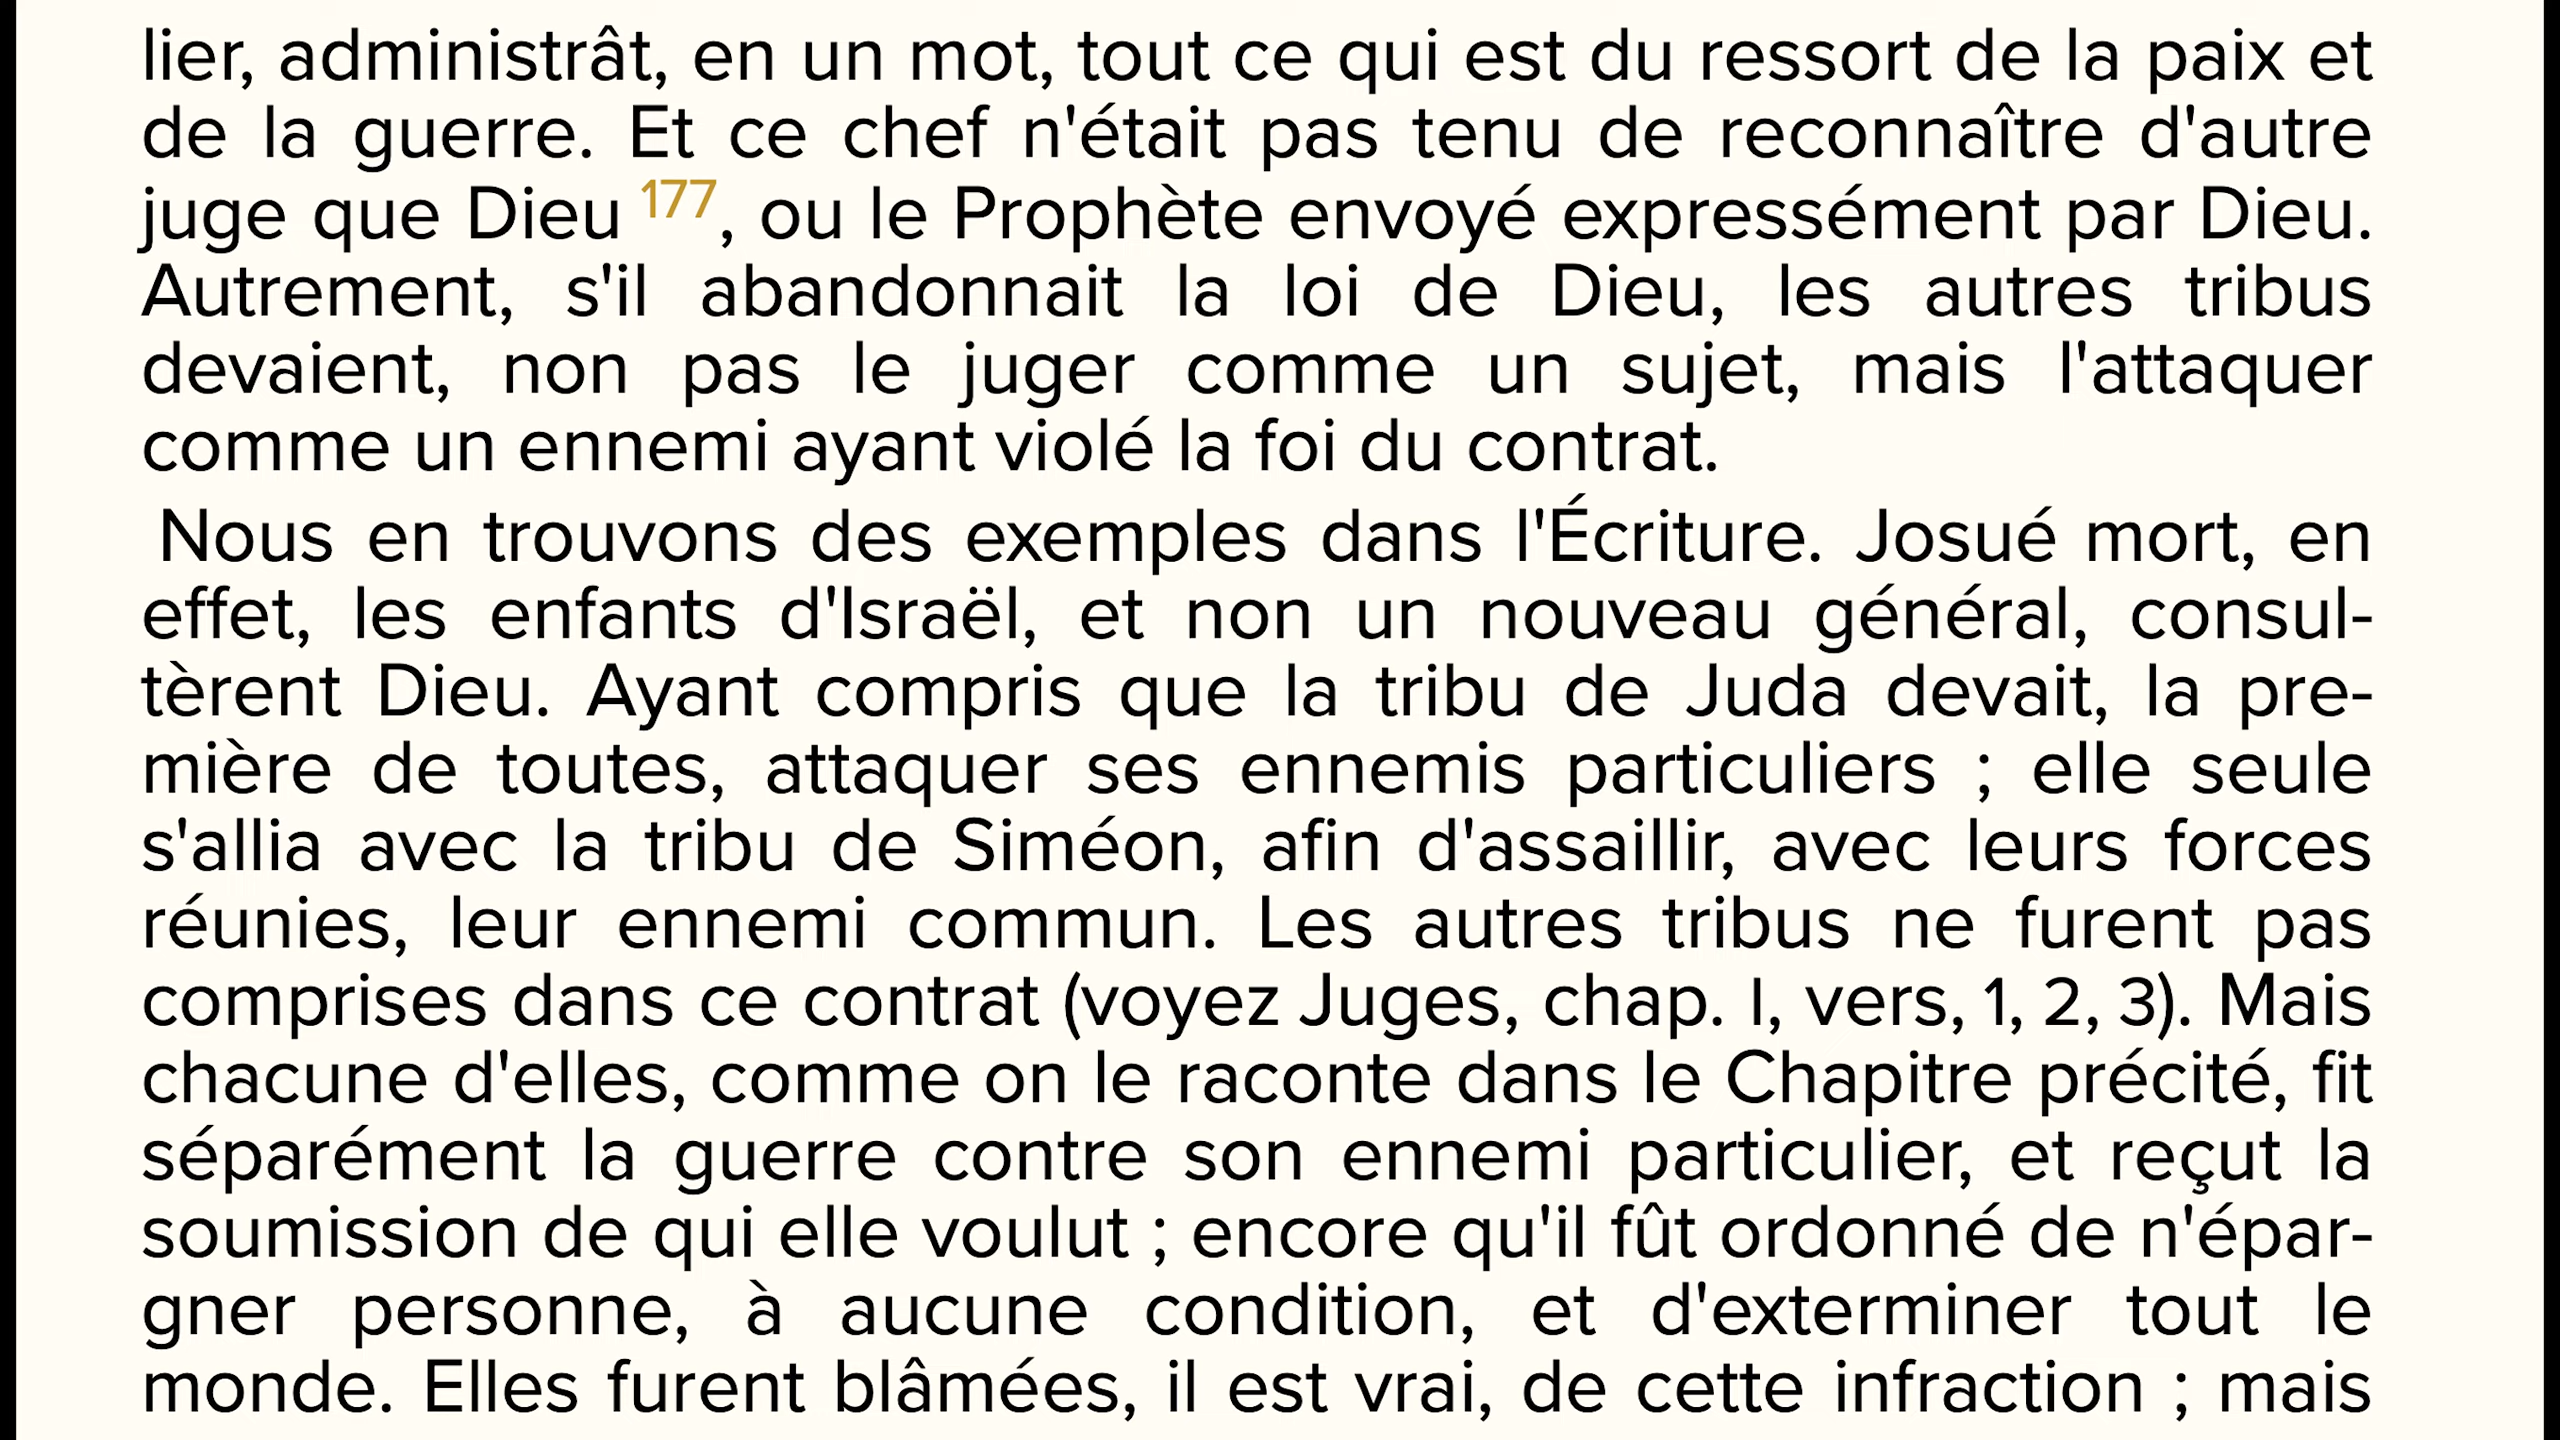 lier, administrât, en un mot, tout ce qui est du ressort de la paix et
de la guerre. Et ce chef n'était pas tenu de reconnaître d'autre
juge que Dieu 177, ou le Prophète envoyé expressément par Dieu.
Autrement, s'il abandonnait la loi de Dieu, les autres tribus
devaient, non pas le juger comme un sujet, mais l'attaquer
comme un ennemi ayant violé la foi du contrat.
Nous en trouvons des exemples dans l'Écriture. Josué mort, en
effet, les enfants d'Israël, et non un nouveau général, consul-
tèrent Dieu. Ayant compris que la tribu de Juda devait, la pre-
mière de toutes, attaquer ses ennemis particuliers ; elle seule
s'allia avec la tribu de Siméon, afin d'assaillir, avec leurs forces
réunies, leur ennemi commun. Les autres tribus ne furent pas
comprises dans ce contrat (voyez Juges, chap. I, vers, 1, 2, 3). Mais
chacune d'elles, comme on le raconte dans le Chapitre précité, fit
séparément la guerre contre son ennemi particulier, et reçut la
soumission de qui elle voulut ; encore qu'il fût ordonné de n'épar-
gner personne, à aucune condition, et d'exterminer tout le
monde. Elles furent blâmées, il est vrai, de cette infraction ; mais